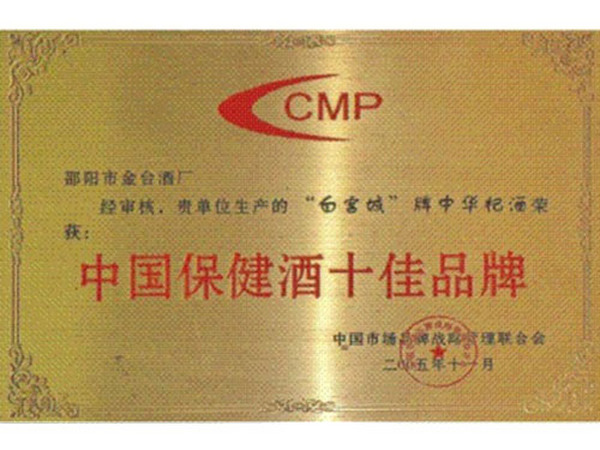 CMP
邵阳市金台酒厂
经审核，贵单位生产的“白宫城”牌中华杞酒荣
获：
中国保健酒十佳品牌
中国市场品牌战略管理联合会
二〇〇五年十一月